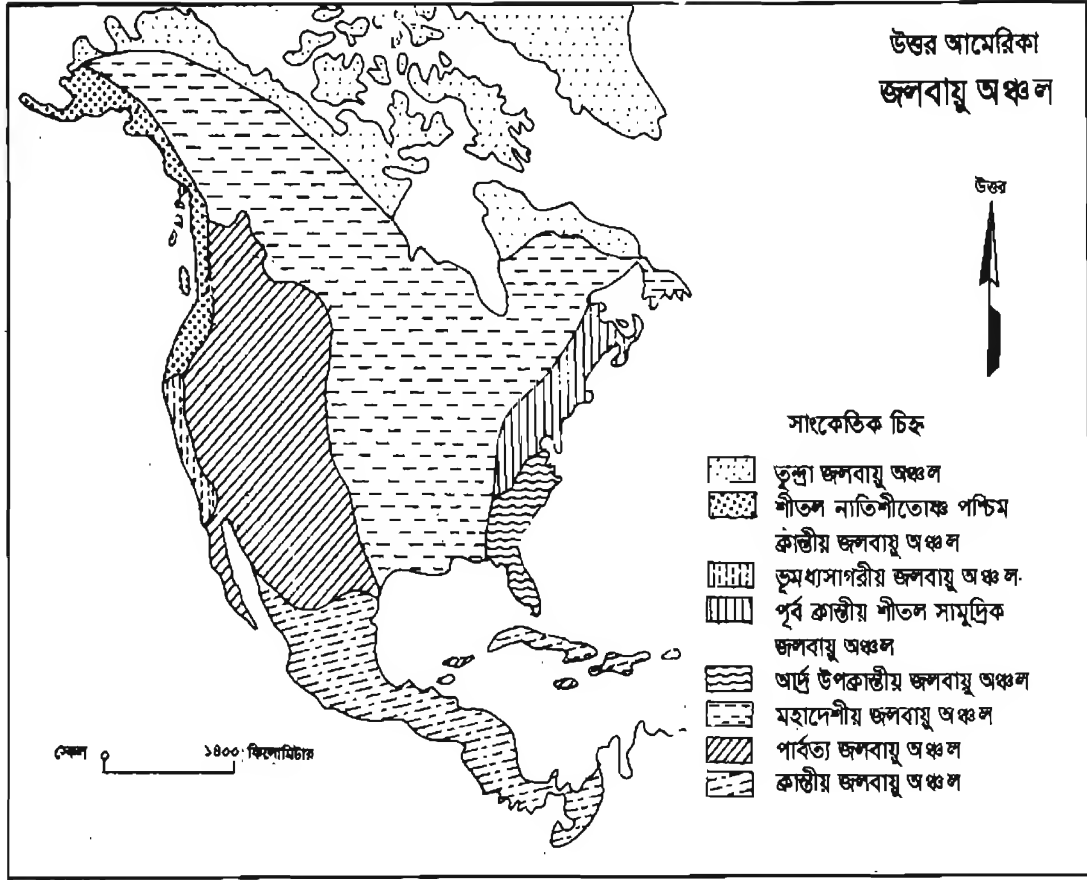 উত্তর আমেরিকা
জলবায়ু অঞ্চল
উত্তর
সাংকেতিক চিহ্ন
তুন্দ্রা জলবায়ু অঞ্চল
শীতল নাতিশীতোষ্ণ পশ্চিম
ক্রান্তীয় জলবায়ু অঞ্চল
ভূমধ্যসাগরীয় জলবায়ু অঞ্চল
পূর্ব ক্রান্তীয় শীতল সামুদ্রিক
জলবায়ু অঞ্চল
আর্দ্র উপক্রান্তীয় জলবায়ু অঞ্চল
মহাদেশীয় জলবায়ু অঞ্চল
পার্বত্য জলবায়ু অঞ্চল
ক্রান্তীয় জলবায়ু অঞ্চল
স্কেল ০ ১৪০০ কিলোমিটার